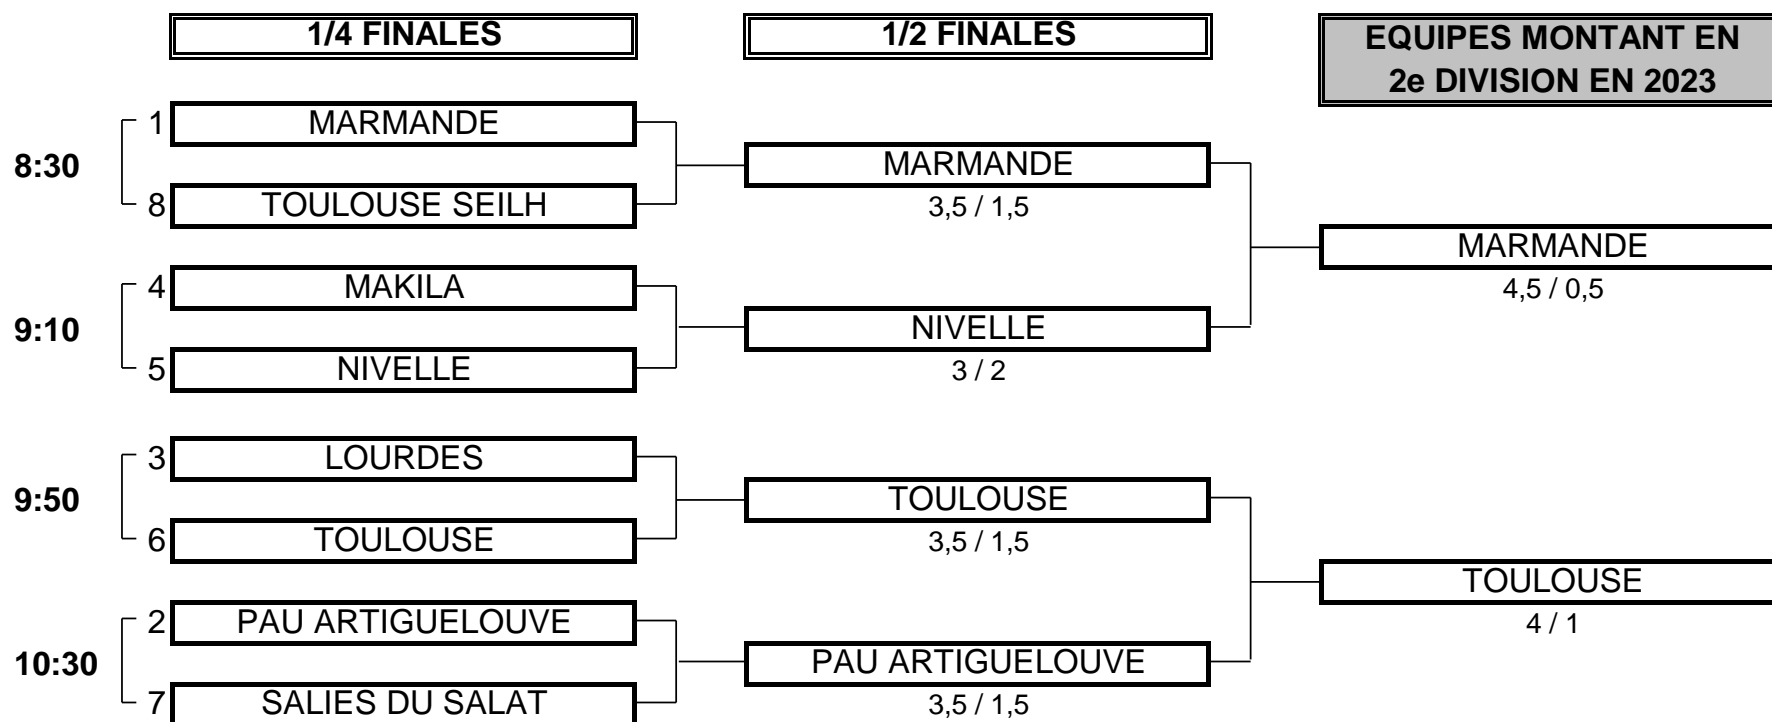 1/4 FINALES
1/2 FINALES
EQUIPES MONTANT EN
2e DIVISION EN 2023
1 MARMANDE
8:30
MARMANDE
8 TOULOUSE SEILH
3,5 / 1,5
MARMANDE
4,5 / 0,5
4 MAKILA
9:10
NIVELLE
5 NIVELLE
3 / 2
3 LOURDES
9:50
TOULOUSE
6 TOULOUSE
3,5 / 1,5
TOULOUSE
4 / 1
2 PAU ARTIGUELOUVE
10:30
PAU ARTIGUELOUVE
7 SALIES DU SALAT
3,5 / 1,5